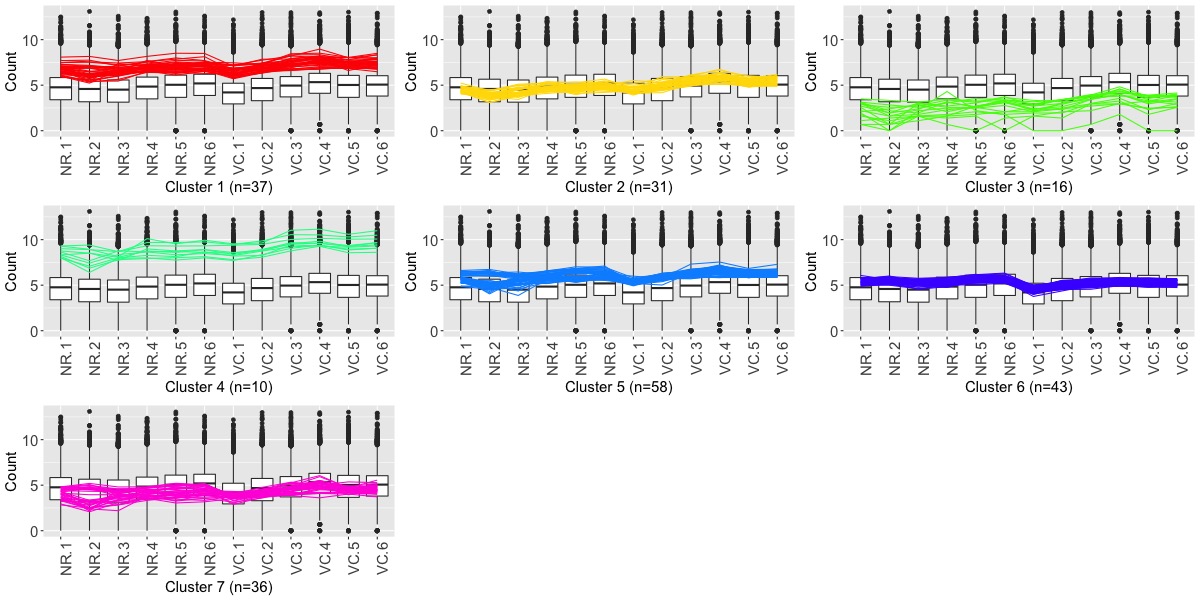 Count
10
5
0
NR.1 NR.2 NR.3 NR.4 NR.5 NR.6 VC.1 VC.2 VC.3 VC.4 VC.5 VC.6
Cluster 1 (n=37)
Count
10
5
0
NR.1 NR.2 NR.3 NR.4 NR.5 NR.6 VC.1 VC.2 VC.3 VC.4 VC.5 VC.6
Cluster 2 (n=31)
Count
10
5
0
NR.1 NR.2 NR.3 NR.4 NR.5 NR.6 VC.1 VC.2 VC.3 VC.4 VC.5 VC.6
Cluster 3 (n=16)
Count
10
5
0
NR.1 NR.2 NR.3 NR.4 NR.5 NR.6 VC.1 VC.2 VC.3 VC.4 VC.5 VC.6
Cluster 4 (n=10)
Count
10
5
0
NR.1 NR.2 NR.3 NR.4 NR.5 NR.6 VC.1 VC.2 VC.3 VC.4 VC.5 VC.6
Cluster 5 (n=58)
Count
10
5
0
NR.1 NR.2 NR.3 NR.4 NR.5 NR.6 VC.1 VC.2 VC.3 VC.4 VC.5 VC.6
Cluster 6 (n=43)
Count
10
5
0
NR.1 NR.2 NR.3 NR.4 NR.5 NR.6 VC.1 VC.2 VC.3 VC.4 VC.5 VC.6
Cluster 7 (n=36)